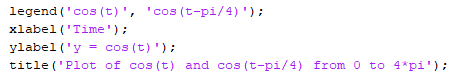 legend('cos(t)', 'cos(t-pi/4)');
xlabel('Time');
ylabel('y = cos(t)');
title('Plot of cos(t) and cos(t-pi/4) from 0 to 4*pi');